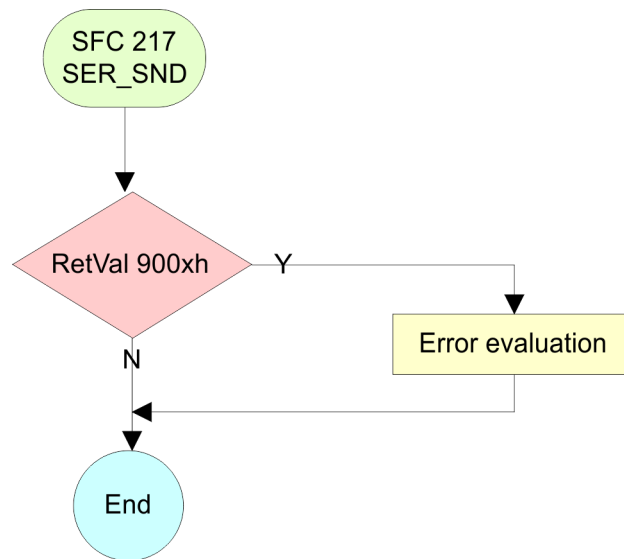 SFC 217
SER_SND
RetVal 900xh
Y
Error evaluation
N
End